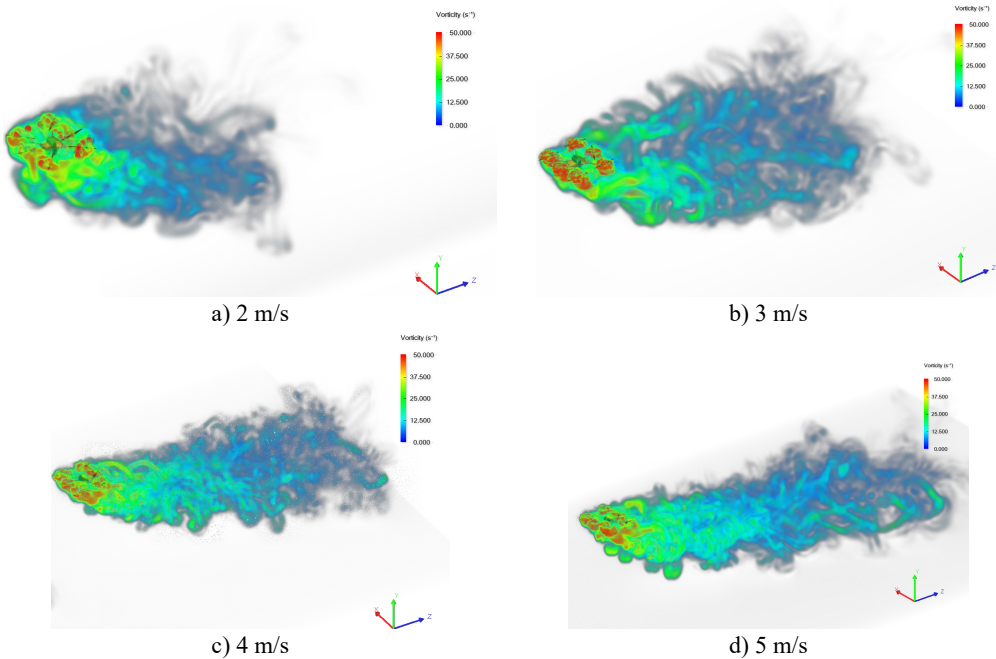 Vorticity (s⁻¹)
50.000
37.500
25.000
12.500
0.000
Y
X
Z
a) 2 m/s
Vorticity (s⁻¹)
50.000
37.500
25.000
12.500
0.000
Y
X
Z
b) 3 m/s
Vorticity (s⁻¹)
50.000
37.500
25.000
12.500
0.000
Y
X
Z
c) 4 m/s
Vorticity (s⁻¹)
50.000
37.500
25.000
12.500
0.000
Y
X
Z
d) 5 m/s